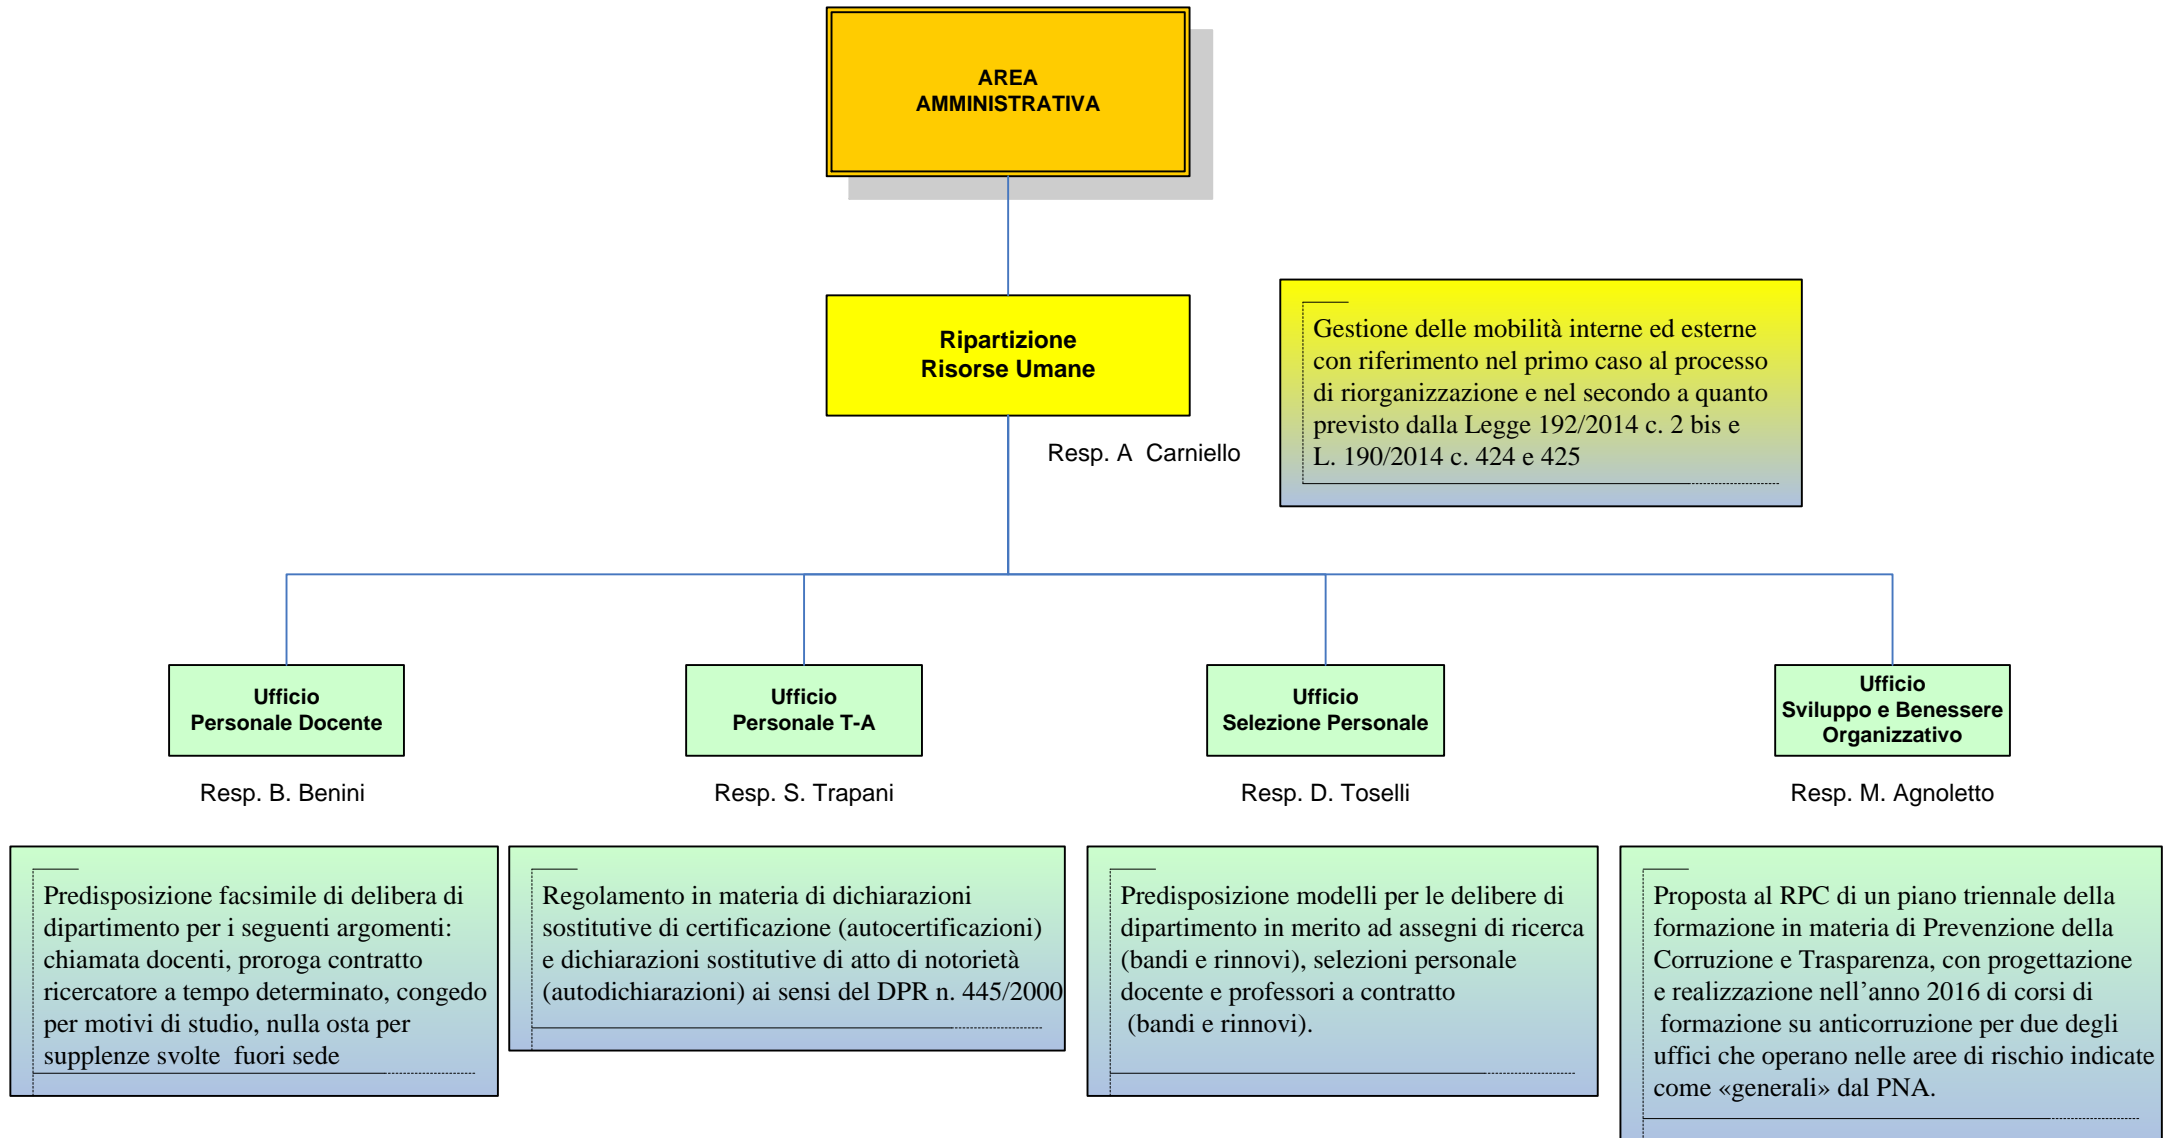 AREA
AMMINISTRATIVA
Ripartizione
Risorse Umane
Resp. A  Carniello
Gestione delle mobilità interne ed esterne
con riferimento nel primo caso al processo
di riorganizzazione e nel secondo a quanto
previsto dalla Legge 192/2014 c. 2 bis e
L. 190/2014 c. 424 e 425
Ufficio
Personale Docente
Resp. B. Benini
Ufficio
Personale T-A
Resp. S. Trapani
Ufficio
Selezione Personale
Resp. D. Toselli
Ufficio
Sviluppo e Benessere
Organizzativo
Resp. M. Agnoletto
Predisposizione facsimile di delibera di
dipartimento per i seguenti argomenti:
chiamata docenti, proroga contratto
ricercatore a tempo determinato, congedo
per motivi di studio, nulla osta per
supplenze svolte  fuori sede
Regolamento in materia di dichiarazioni
sostitutive di certificazione (autocertificazioni)
e dichiarazioni sostitutive di atto di notorietà
(autodichiarazioni) ai sensi del DPR n. 445/2000
Predisposizione modelli per le delibere di
dipartimento in merito ad assegni di ricerca
(bandi e rinnovi), selezioni personale
docente e professori a contratto
(bandi e rinnovi).
Proposta al RPC di un piano triennale della
formazione in materia di Prevenzione della
Corruzione e Trasparenza, con progettazione
e realizzazione nell’anno 2016 di corsi di
formazione su anticorruzione per due degli
uffici che operano nelle aree di rischio indicate
come «generali» dal PNA.